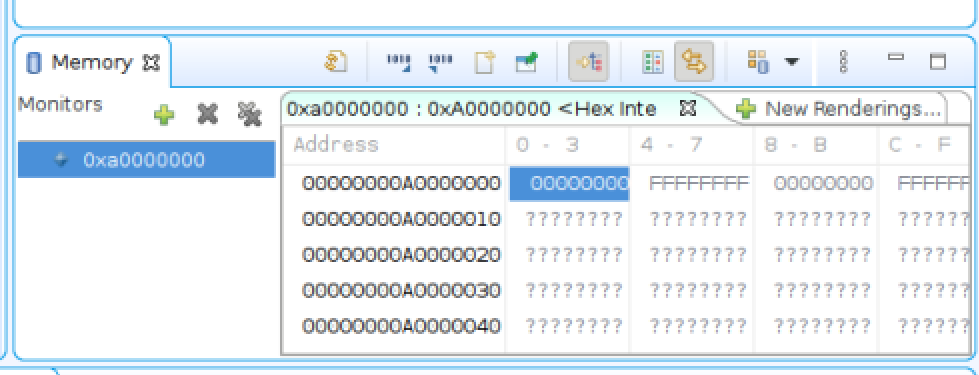 Memory
Monitors
0xa0000000
0xa0000000 : 0xA0000000 <Hex Inte
New Renderings...
Address 0 - 3 4 - 7 8 - B C - F
00000000A0000000 00000000 FFFFFFFF 00000000 FFFFFF
00000000A0000010 ???????? ???????? ???????? ??????
00000000A0000020 ???????? ???????? ???????? ??????
00000000A0000030 ???????? ???????? ???????? ??????
00000000A0000040 ???????? ???????? ???????? ??????